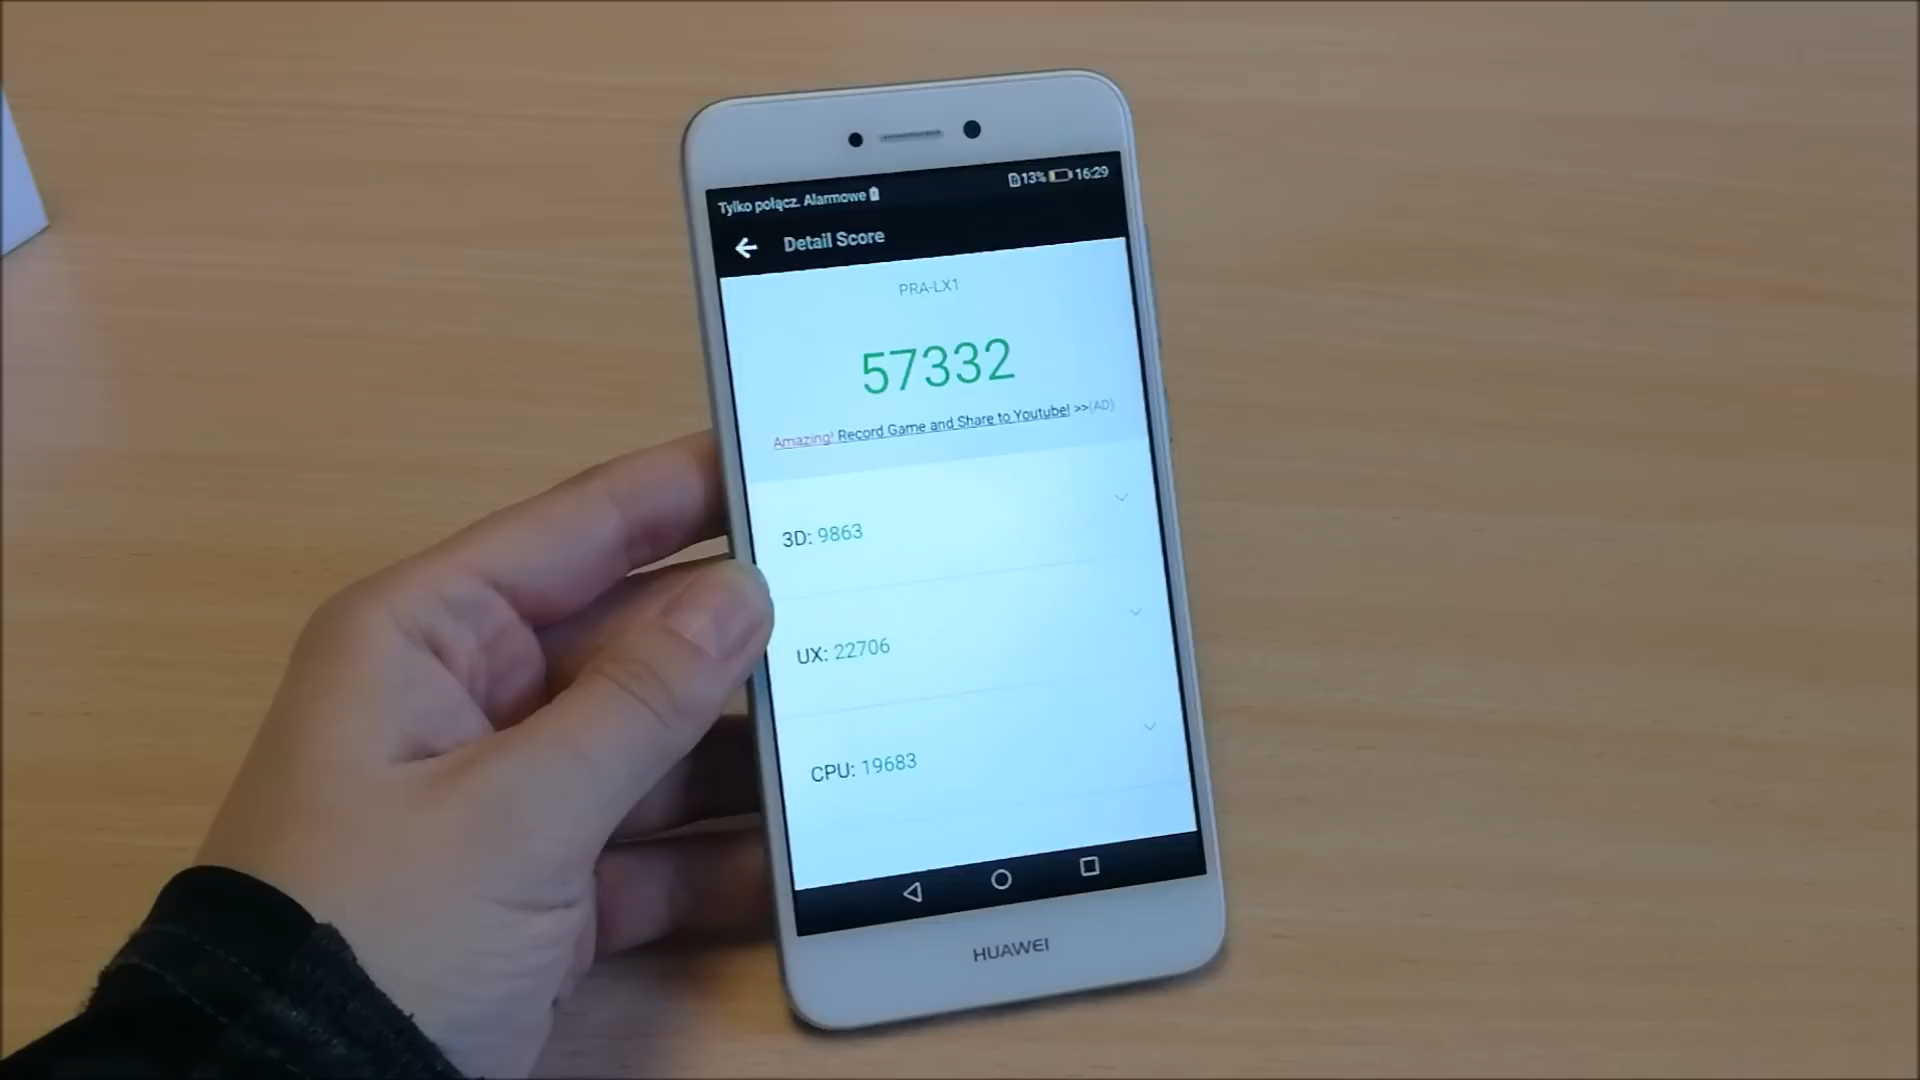 Tylko połącz. Alarmowe 13% 16:29
Detail Score
PRA-LX1
57332
Amazing! Record Game and Share to Youtube! >>(AD)
3D: 9863
UX: 22706
CPU: 19683
HUAWEI